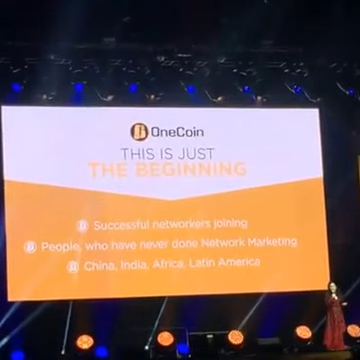 OneCoin
THIS IS JUST
THE BEGINNING
Successful networkers joining
People, who have never done Network Marketing
China, India, Africa, Latin America